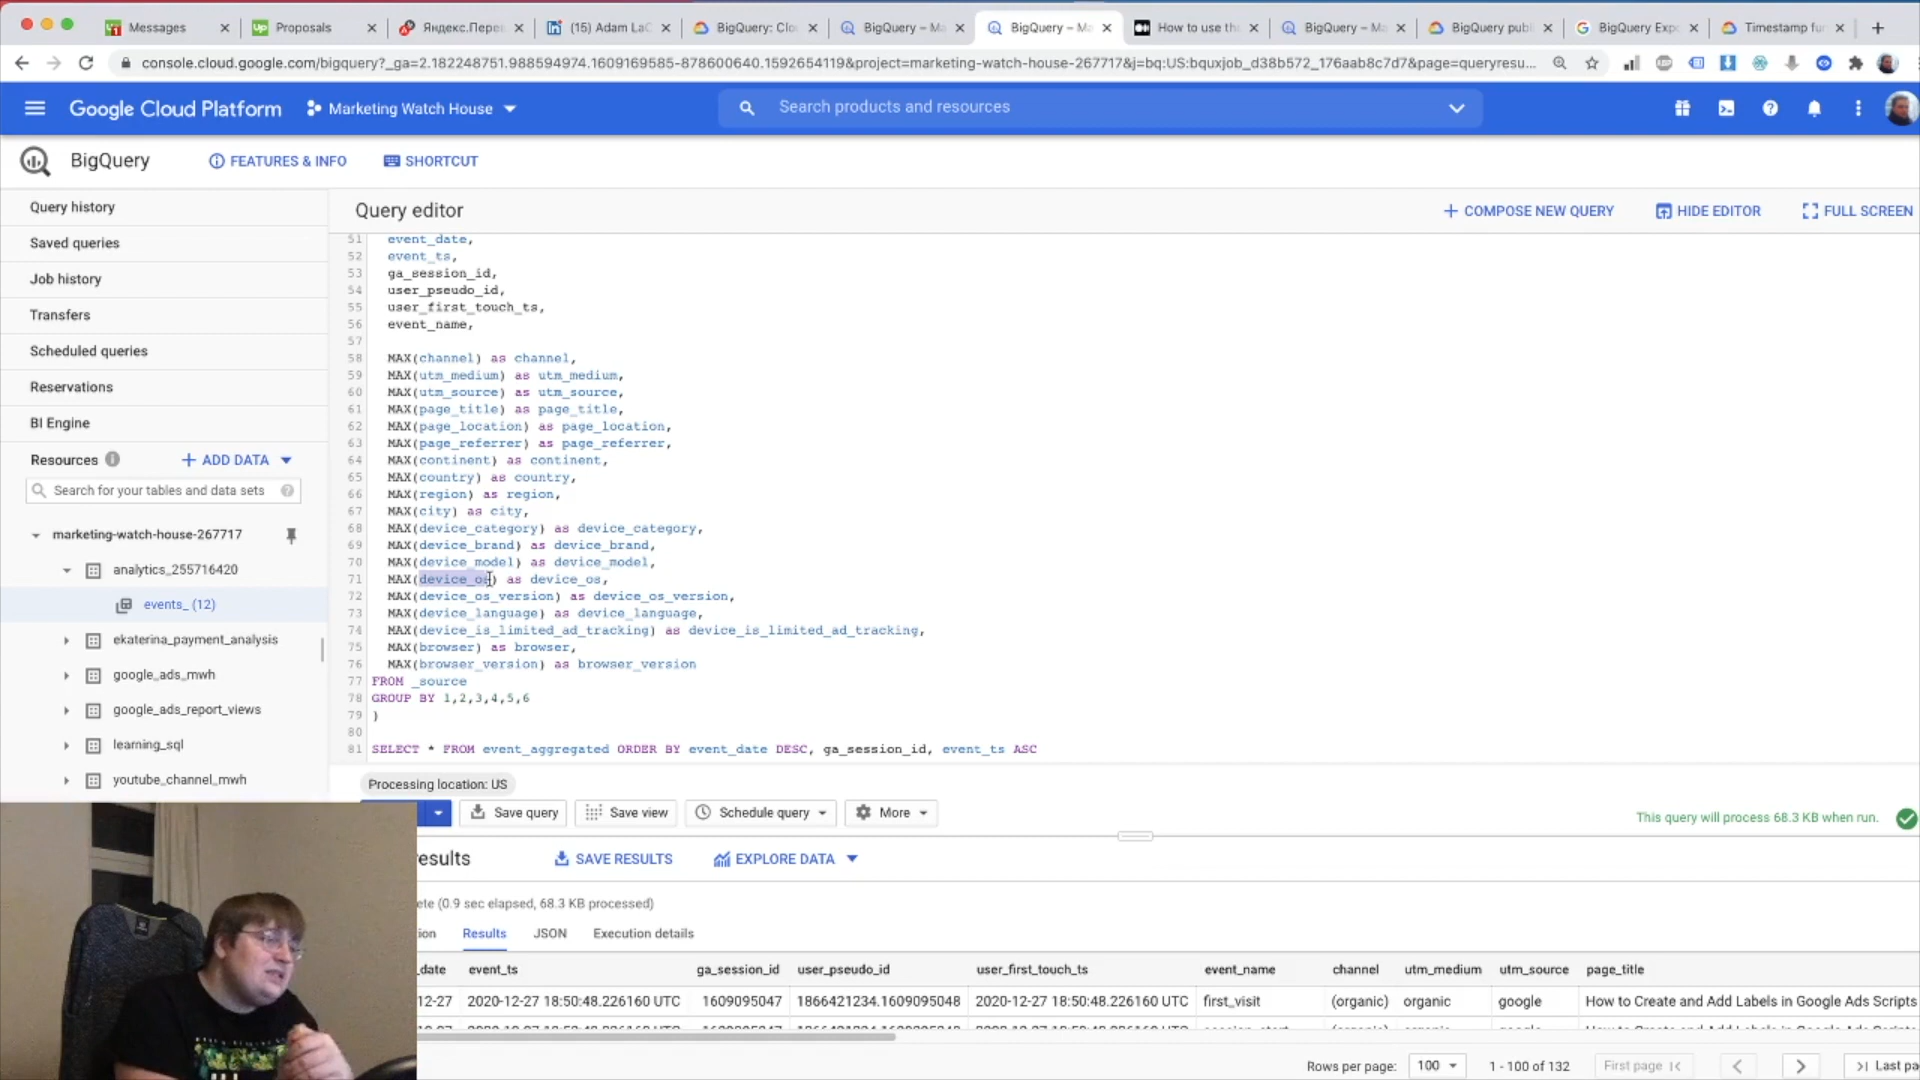 Messages
Proposals
Яндекс.Пере
(15) Adam LaC
BigQuery: Clo
BigQuery – Ma
BigQuery – Ma
How to use th
BigQuery – Ma
BigQuery publ
BigQuery Exp
Timestamp fu
console.cloud.google.com/bigquery?_ga=2.182248751.988594974.1609169585-878600640.1592654119&project=marketing-watch-house-267717&j=bq:US:bquxjob_d38b572_176aab8c7d7&page=queryresu...
Google Cloud Platform
Marketing Watch House
Search products and resources
BigQuery
FEATURES & INFO
SHORTCUT
Query history
Saved queries
Job history
Transfers
Scheduled queries
Reservations
BI Engine
Resources
+ ADD DATA
Search for your tables and data sets
marketing-watch-house-267717
analytics_255716420
events_ (12)
ekaterina_payment_analysis
google_ads_mwh
google_ads_report_views
learning_sql
youtube_channel_mwh
Query editor
+ COMPOSE NEW QUERY
HIDE EDITOR
FULL SCREEN
51 event_date,
52 event_ts,
53 ga_session_id,
54 user_pseudo_id,
55 user_first_touch_ts,
56 event_name,
57
58 MAX(channel) as channel,
59 MAX(utm_medium) as utm_medium,
60 MAX(utm_source) as utm_source,
61 MAX(page_title) as page_title,
62 MAX(page_location) as page_location,
63 MAX(page_referrer) as page_referrer,
64 MAX(continent) as continent,
65 MAX(country) as country,
66 MAX(region) as region,
67 MAX(city) as city,
68 MAX(device_category) as device_category,
69 MAX(device_brand) as device_brand,
70 MAX(device_model) as device_model,
71 MAX(device_os) as device_os,
72 MAX(device_os_version) as device_os_version,
73 MAX(device_language) as device_language,
74 MAX(device_is_limited_ad_tracking) as device_is_limited_ad_tracking,
75 MAX(browser) as browser,
76 MAX(browser_version) as browser_version
77 FROM _source
78 GROUP BY 1,2,3,4,5,6
79 )
80
81 SELECT * FROM event_aggregated ORDER BY event_date DESC, ga_session_id, event_ts ASC
Processing location: US
Save query
Save view
Schedule query
More
This query will process 68.3 KB when run.
esults
SAVE RESULTS
EXPLORE DATA
ete (0.9 sec elapsed, 68.3 KB processed)
ion
Results
JSON
Execution details
_date event_ts ga_session_id user_pseudo_id user_first_touch_ts event_name channel utm_medium utm_source page_title
12-27 2020-12-27 18:50:48.226160 UTC 1609095047 1866421234.1609095048 2020-12-27 18:50:48.226160 UTC first_visit (organic) organic google How to Create and Add Labels in Google Ads Scripts
Rows per page: 100 1 - 100 of 132 First page |< < > >| Last pa